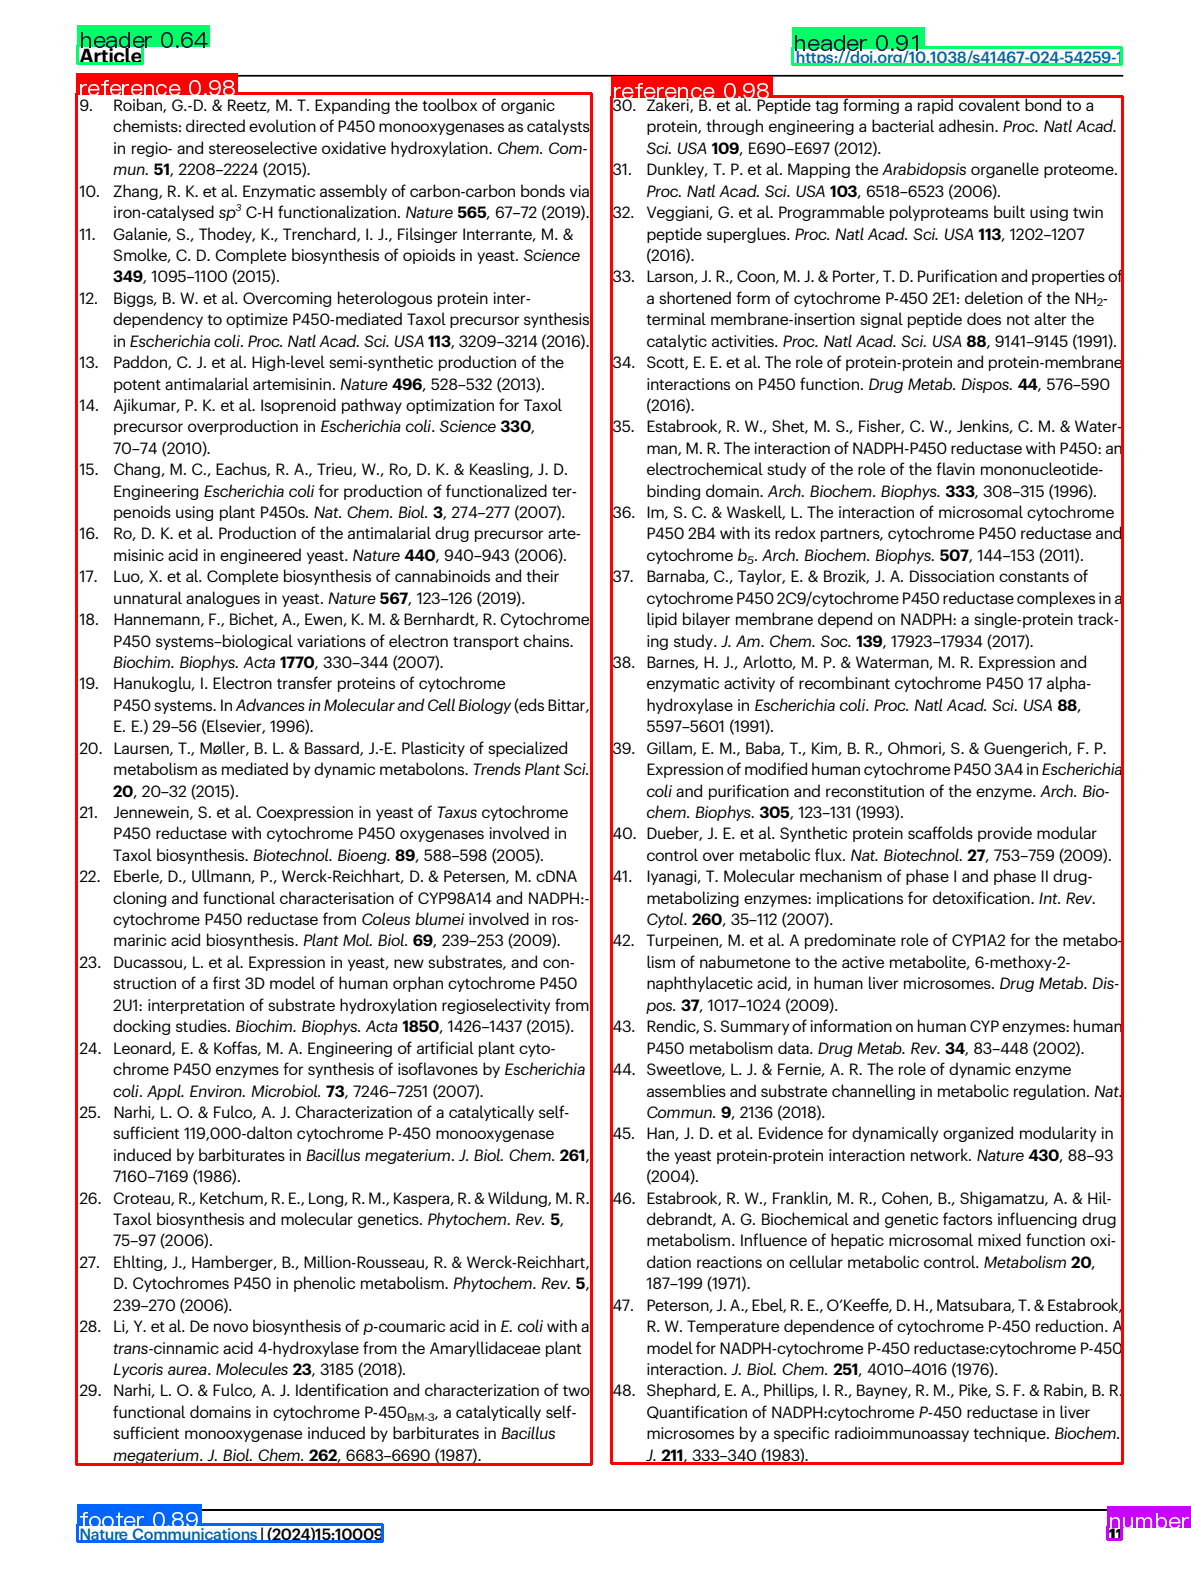 header 0.64
Article
header 0.91
https://doi.org/10.1038/s41467-024-54259-1
reference 0.98
9. Roiban, G.-D. & Reetz, M. T. Expanding the toolbox of organic
chemists: directed evolution of P450 monooxygenases as catalysts
in regio- and stereoselective oxidative hydroxylation. Chem. Com-
mun. 51, 2208–2224 (2015).
10. Zhang, R. K. et al. Enzymatic assembly of carbon-carbon bonds via
iron-catalysed sp³ C-H functionalization. Nature 565, 67–72 (2019).
11. Galanie, S., Thodey, K., Trenchard, I. J., Filsinger Interrante, M. &
Smolke, C. D. Complete biosynthesis of opioids in yeast. Science
349, 1095–1100 (2015).
12. Biggs, B. W. et al. Overcoming heterologous protein inter-
dependency to optimize P450-mediated Taxol precursor synthesis
in Escherichia coli. Proc. Natl Acad. Sci. USA 113, 3209–3214 (2016).
13. Paddon, C. J. et al. High-level semi-synthetic production of the
potent antimalarial artemisinin. Nature 496, 528–532 (2013).
14. Ajikumar, P. K. et al. Isoprenoid pathway optimization for Taxol
precursor overproduction in Escherichia coli. Science 330,
70–74 (2010).
15. Chang, M. C., Eachus, R. A., Trieu, W., Ro, D. K. & Keasling, J. D.
Engineering Escherichia coli for production of functionalized ter-
penoids using plant P450s. Nat. Chem. Biol. 3, 274–277 (2007).
16. Ro, D. K. et al. Production of the antimalarial drug precursor arte-
misinic acid in engineered yeast. Nature 440, 940–943 (2006).
17. Luo, X. et al. Complete biosynthesis of cannabinoids and their
unnatural analogues in yeast. Nature 567, 123–126 (2019).
18. Hannemann, F., Bichet, A., Ewen, K. M. & Bernhardt, R. Cytochrome
P450 systems–biological variations of electron transport chains.
Biochim. Biophys. Acta 1770, 330–344 (2007).
19. Hanukoglu, I. Electron transfer proteins of cytochrome
P450 systems. In Advances in Molecular and Cell Biology (eds Bittar,
E. E.) 29–56 (Elsevier, 1996).
20. Laursen, T., Møller, B. L. & Bassard, J.-E. Plasticity of specialized
metabolism as mediated by dynamic metabolons. Trends Plant Sci.
20, 20–32 (2015).
21. Jennewein, S. et al. Coexpression in yeast of Taxus cytochrome
P450 reductase with cytochrome P450 oxygenases involved in
Taxol biosynthesis. Biotechnol. Bioeng. 89, 588–598 (2005).
22. Eberle, D., Ullmann, P., Werck-Reichhart, D. & Petersen, M. cDNA
cloning and functional characterisation of CYP98A14 and NADPH:-
cytochrome P450 reductase from Coleus blumei involved in ros-
marinic acid biosynthesis. Plant Mol. Biol. 69, 239–253 (2009).
23. Ducassou, L. et al. Expression in yeast, new substrates, and con-
struction of a first 3D model of human orphan cytochrome P450
2U1: interpretation of substrate hydroxylation regioselectivity from
docking studies. Biochim. Biophys. Acta 1850, 1426–1437 (2015).
24. Leonard, E. & Koffas, M. A. Engineering of artificial plant cyto-
chrome P450 enzymes for synthesis of isoflavones by Escherichia
coli. Appl. Environ. Microbiol. 73, 7246–7251 (2007).
25. Narhi, L. O. & Fulco, A. J. Characterization of a catalytically self-
sufficient 119,000-dalton cytochrome P-450 monooxygenase
induced by barbiturates in Bacillus megaterium. J. Biol. Chem. 261,
7160–7169 (1986).
26. Croteau, R., Ketchum, R. E., Long, R. M., Kaspera, R. & Wildung, M. R.
Taxol biosynthesis and molecular genetics. Phytochem. Rev. 5,
75–97 (2006).
27. Ehlting, J., Hamberger, B., Million-Rousseau, R. & Werck-Reichhart,
D. Cytochromes P450 in phenolic metabolism. Phytochem. Rev. 5,
239–270 (2006).
28. Li, Y. et al. De novo biosynthesis of p-coumaric acid in E. coli with a
trans-cinnamic acid 4-hydroxylase from the Amaryllidaceae plant
Lycoris aurea. Molecules 23, 3185 (2018).
29. Narhi, L. O. & Fulco, A. J. Identification and characterization of two
functional domains in cytochrome P-450BM-3, a catalytically self-
sufficient monooxygenase induced by barbiturates in Bacillus
megaterium. J. Biol. Chem. 262, 6683–6690 (1987).
reference 0.98
30. Zakeri, B. et al. Peptide tag forming a rapid covalent bond to a
protein, through engineering a bacterial adhesin. Proc. Natl Acad.
Sci. USA 109, E690–E697 (2012).
31. Dunkley, T. P. et al. Mapping the Arabidopsis organelle proteome.
Proc. Natl Acad. Sci. USA 103, 6518–6523 (2006).
32. Veggiani, G. et al. Programmable polyproteams built using twin
peptide superglues. Proc. Natl Acad. Sci. USA 113, 1202–1207
(2016).
33. Larson, J. R., Coon, M. J. & Porter, T. D. Purification and properties of
a shortened form of cytochrome P-450 2E1: deletion of the NH2-
terminal membrane-insertion signal peptide does not alter the
catalytic activities. Proc. Natl Acad. Sci. USA 88, 9141–9145 (1991).
34. Scott, E. E. et al. The role of protein-protein and protein-membrane
interactions on P450 function. Drug Metab. Dispos. 44, 576–590
(2016).
35. Estabrook, R. W., Shet, M. S., Fisher, C. W., Jenkins, C. M. & Water-
man, M. R. The interaction of NADPH-P450 reductase with P450: an
electrochemical study of the role of the flavin mononucleotide-
binding domain. Arch. Biochem. Biophys. 333, 308–315 (1996).
36. Im, S. C. & Waskell, L. The interaction of microsomal cytochrome
P450 2B4 with its redox partners, cytochrome P450 reductase and
cytochrome b5. Arch. Biochem. Biophys. 507, 144–153 (2011).
37. Barnaba, C., Taylor, E. & Brozik, J. A. Dissociation constants of
cytochrome P450 2C9/cytochrome P450 reductase complexes in a
lipid bilayer membrane depend on NADPH: a single-protein track-
ing study. J. Am. Chem. Soc. 139, 17923–17934 (2017).
38. Barnes, H. J., Arlotto, M. P. & Waterman, M. R. Expression and
enzymatic activity of recombinant cytochrome P450 17 alpha-
hydroxylase in Escherichia coli. Proc. Natl Acad. Sci. USA 88,
5597–5601 (1991).
39. Gillam, E. M., Baba, T., Kim, B. R., Ohmori, S. & Guengerich, F. P.
Expression of modified human cytochrome P450 3A4 in Escherichia
coli and purification and reconstitution of the enzyme. Arch. Bio-
chem. Biophys. 305, 123–131 (1993).
40. Dueber, J. E. et al. Synthetic protein scaffolds provide modular
control over metabolic flux. Nat. Biotechnol. 27, 753–759 (2009).
41. Iyanagi, T. Molecular mechanism of phase I and phase II drug-
metabolizing enzymes: implications for detoxification. Int. Rev.
Cytol. 260, 35–112 (2007).
42. Turpeinen, M. et al. A predominate role of CYP1A2 for the metabo-
lism of nabumetone to the active metabolite, 6-methoxy-2-
naphthylacetic acid, in human liver microsomes. Drug Metab. Dis-
pos. 37, 1017–1024 (2009).
43. Rendic, S. Summary of information on human CYP enzymes: human
P450 metabolism data. Drug Metab. Rev. 34, 83–448 (2002).
44. Sweetlove, L. J. & Fernie, A. R. The role of dynamic enzyme
assemblies and substrate channelling in metabolic regulation. Nat.
Commun. 9, 2136 (2018).
45. Han, J. D. et al. Evidence for dynamically organized modularity in
the yeast protein-protein interaction network. Nature 430, 88–93
(2004).
46. Estabrook, R. W., Franklin, M. R., Cohen, B., Shigamatzu, A. & Hil-
debrandt, A. G. Biochemical and genetic factors influencing drug
metabolism. Influence of hepatic microsomal mixed function oxi-
dation reactions on cellular metabolic control. Metabolism 20,
187–199 (1971).
47. Peterson, J. A., Ebel, R. E., O’Keeffe, D. H., Matsubara, T. & Estabrook,
R. W. Temperature dependence of cytochrome P-450 reduction. A
model for NADPH-cytochrome P-450 reductase:cytochrome P-450
interaction. J. Biol. Chem. 251, 4010–4016 (1976).
48. Shephard, E. A., Phillips, I. R., Bayney, R. M., Pike, S. F. & Rabin, B. R.
Quantification of NADPH:cytochrome P-450 reductase in liver
microsomes by a specific radioimmunoassay technique. Biochem.
J. 211, 333–340 (1983).
footer 0.89
Nature Communications | (2024)15:10009
number
11